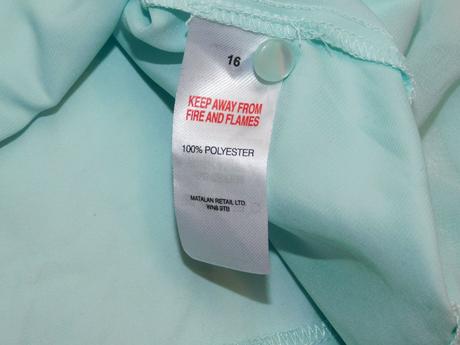 16
KEEP AWAY FROM
FIRE AND FLAMES
100% POLYESTER
MATALAN RETAIL LTD.
WN8 9TB